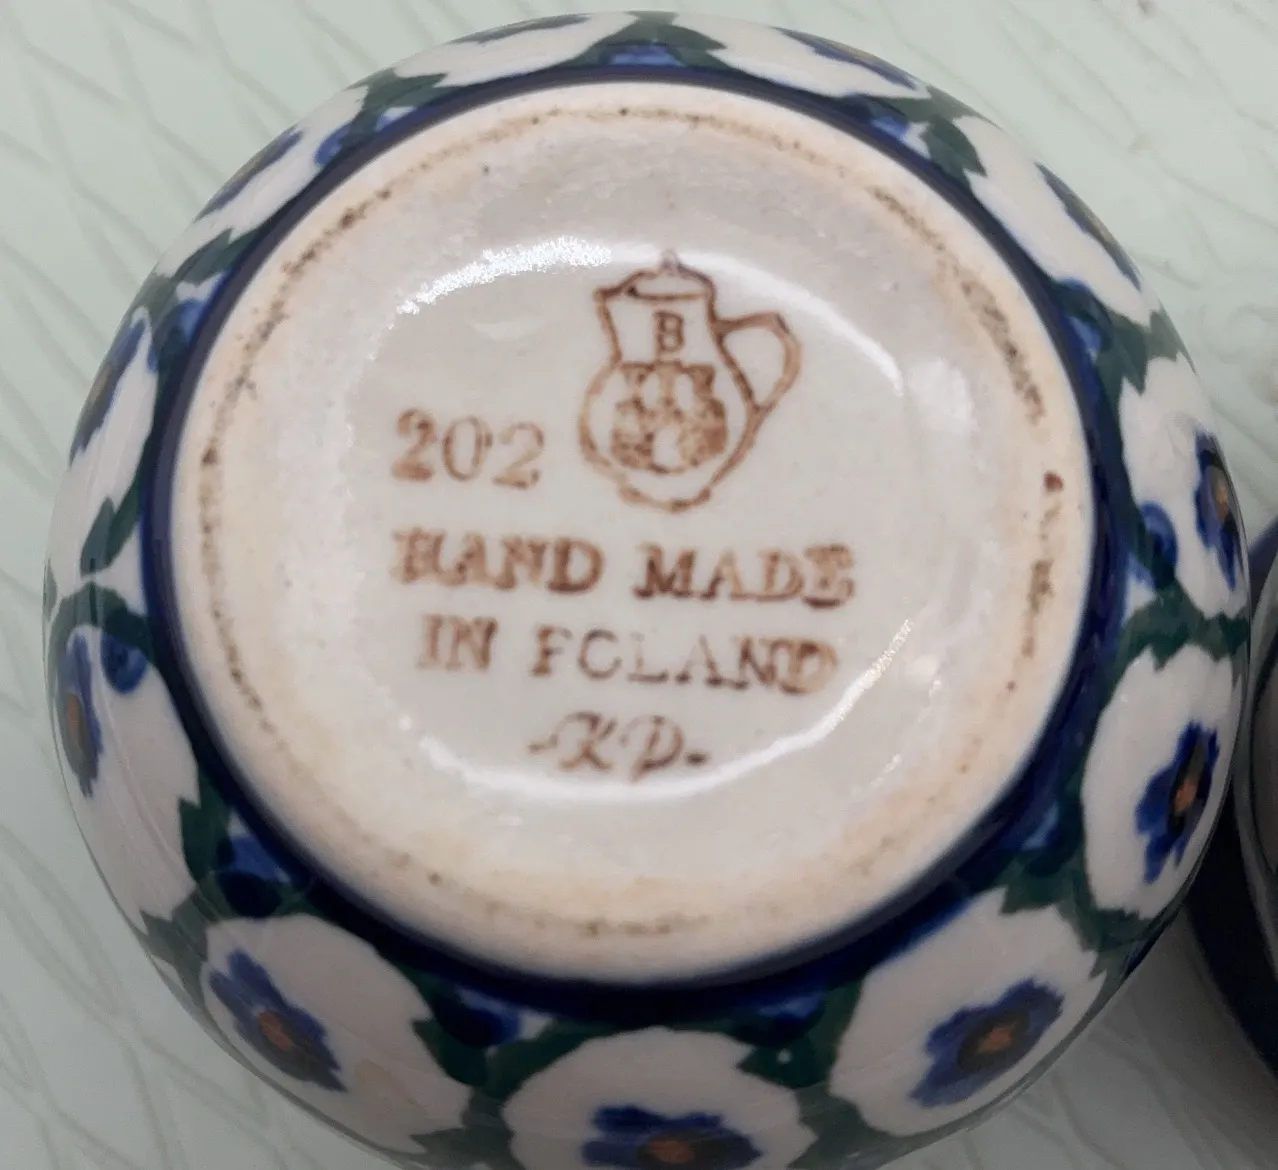 B
202
HAND MADE
IN POLAND
-KD-